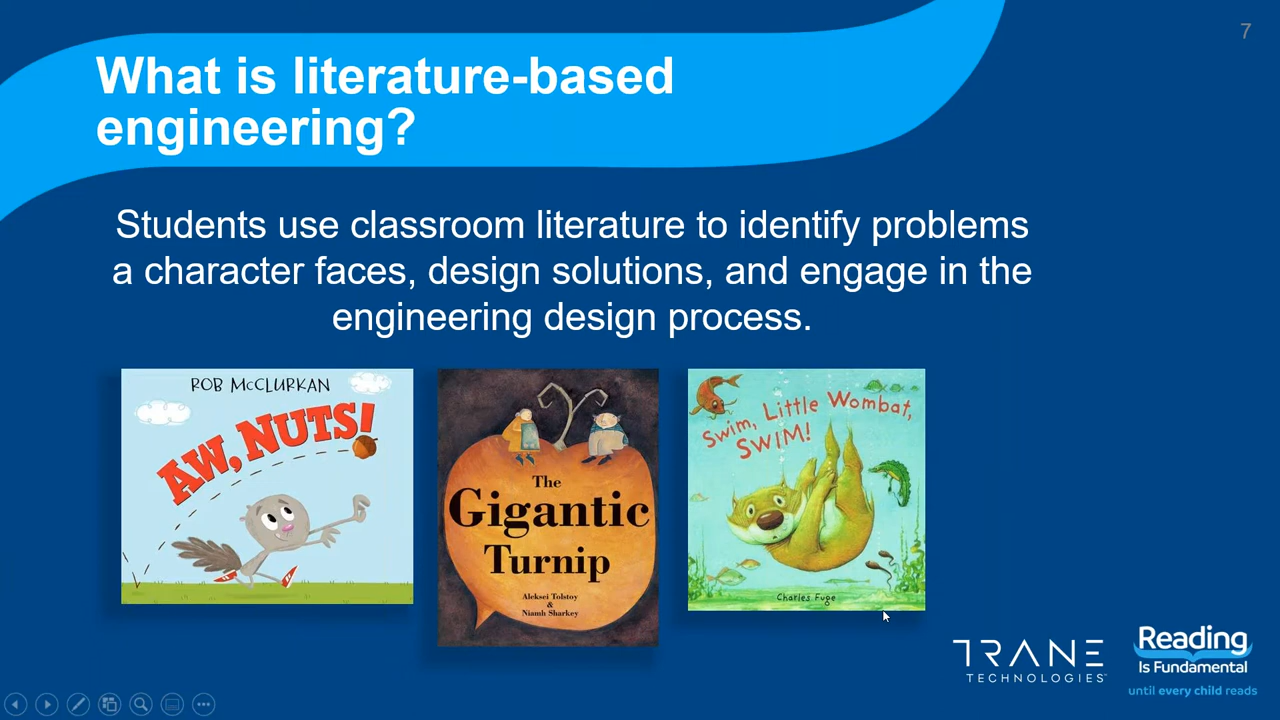 7
What is literature-based
engineering?
Students use classroom literature to identify problems
a character faces, design solutions, and engage in the
engineering design process.
ROB McCLURKAN
AW, NUTS!
The
Gigantic
Turnip
Aleksei Tolstoy
&
Niamh Sharkey
Swim, Little Wombat,
SWIM!
Charles Fuge
TRANE
TECHNOLOGIES
Reading
Is Fundamental
until every child reads